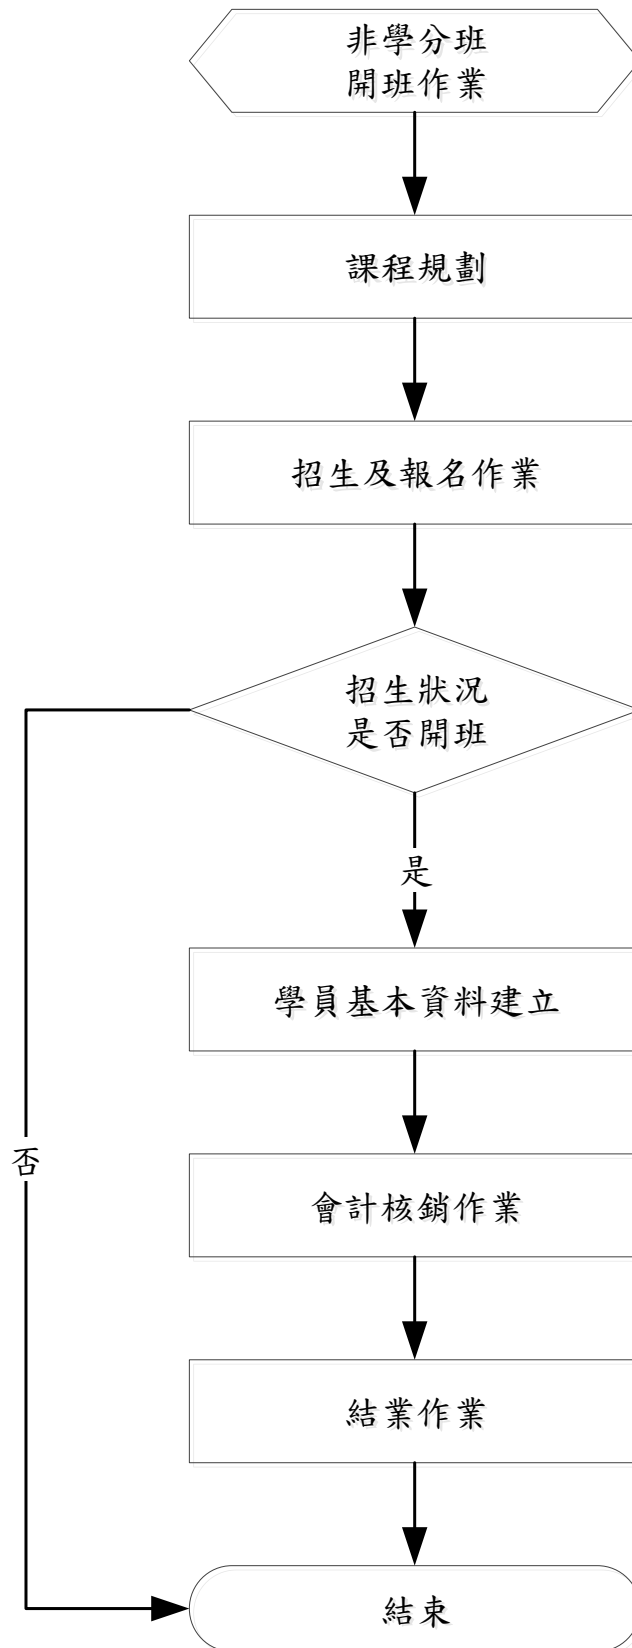 非學分班
開班作業
課程規劃
招生及報名作業
招生狀況
是否開班
是
學員基本資料建立
否
會計核銷作業
結業作業
結束